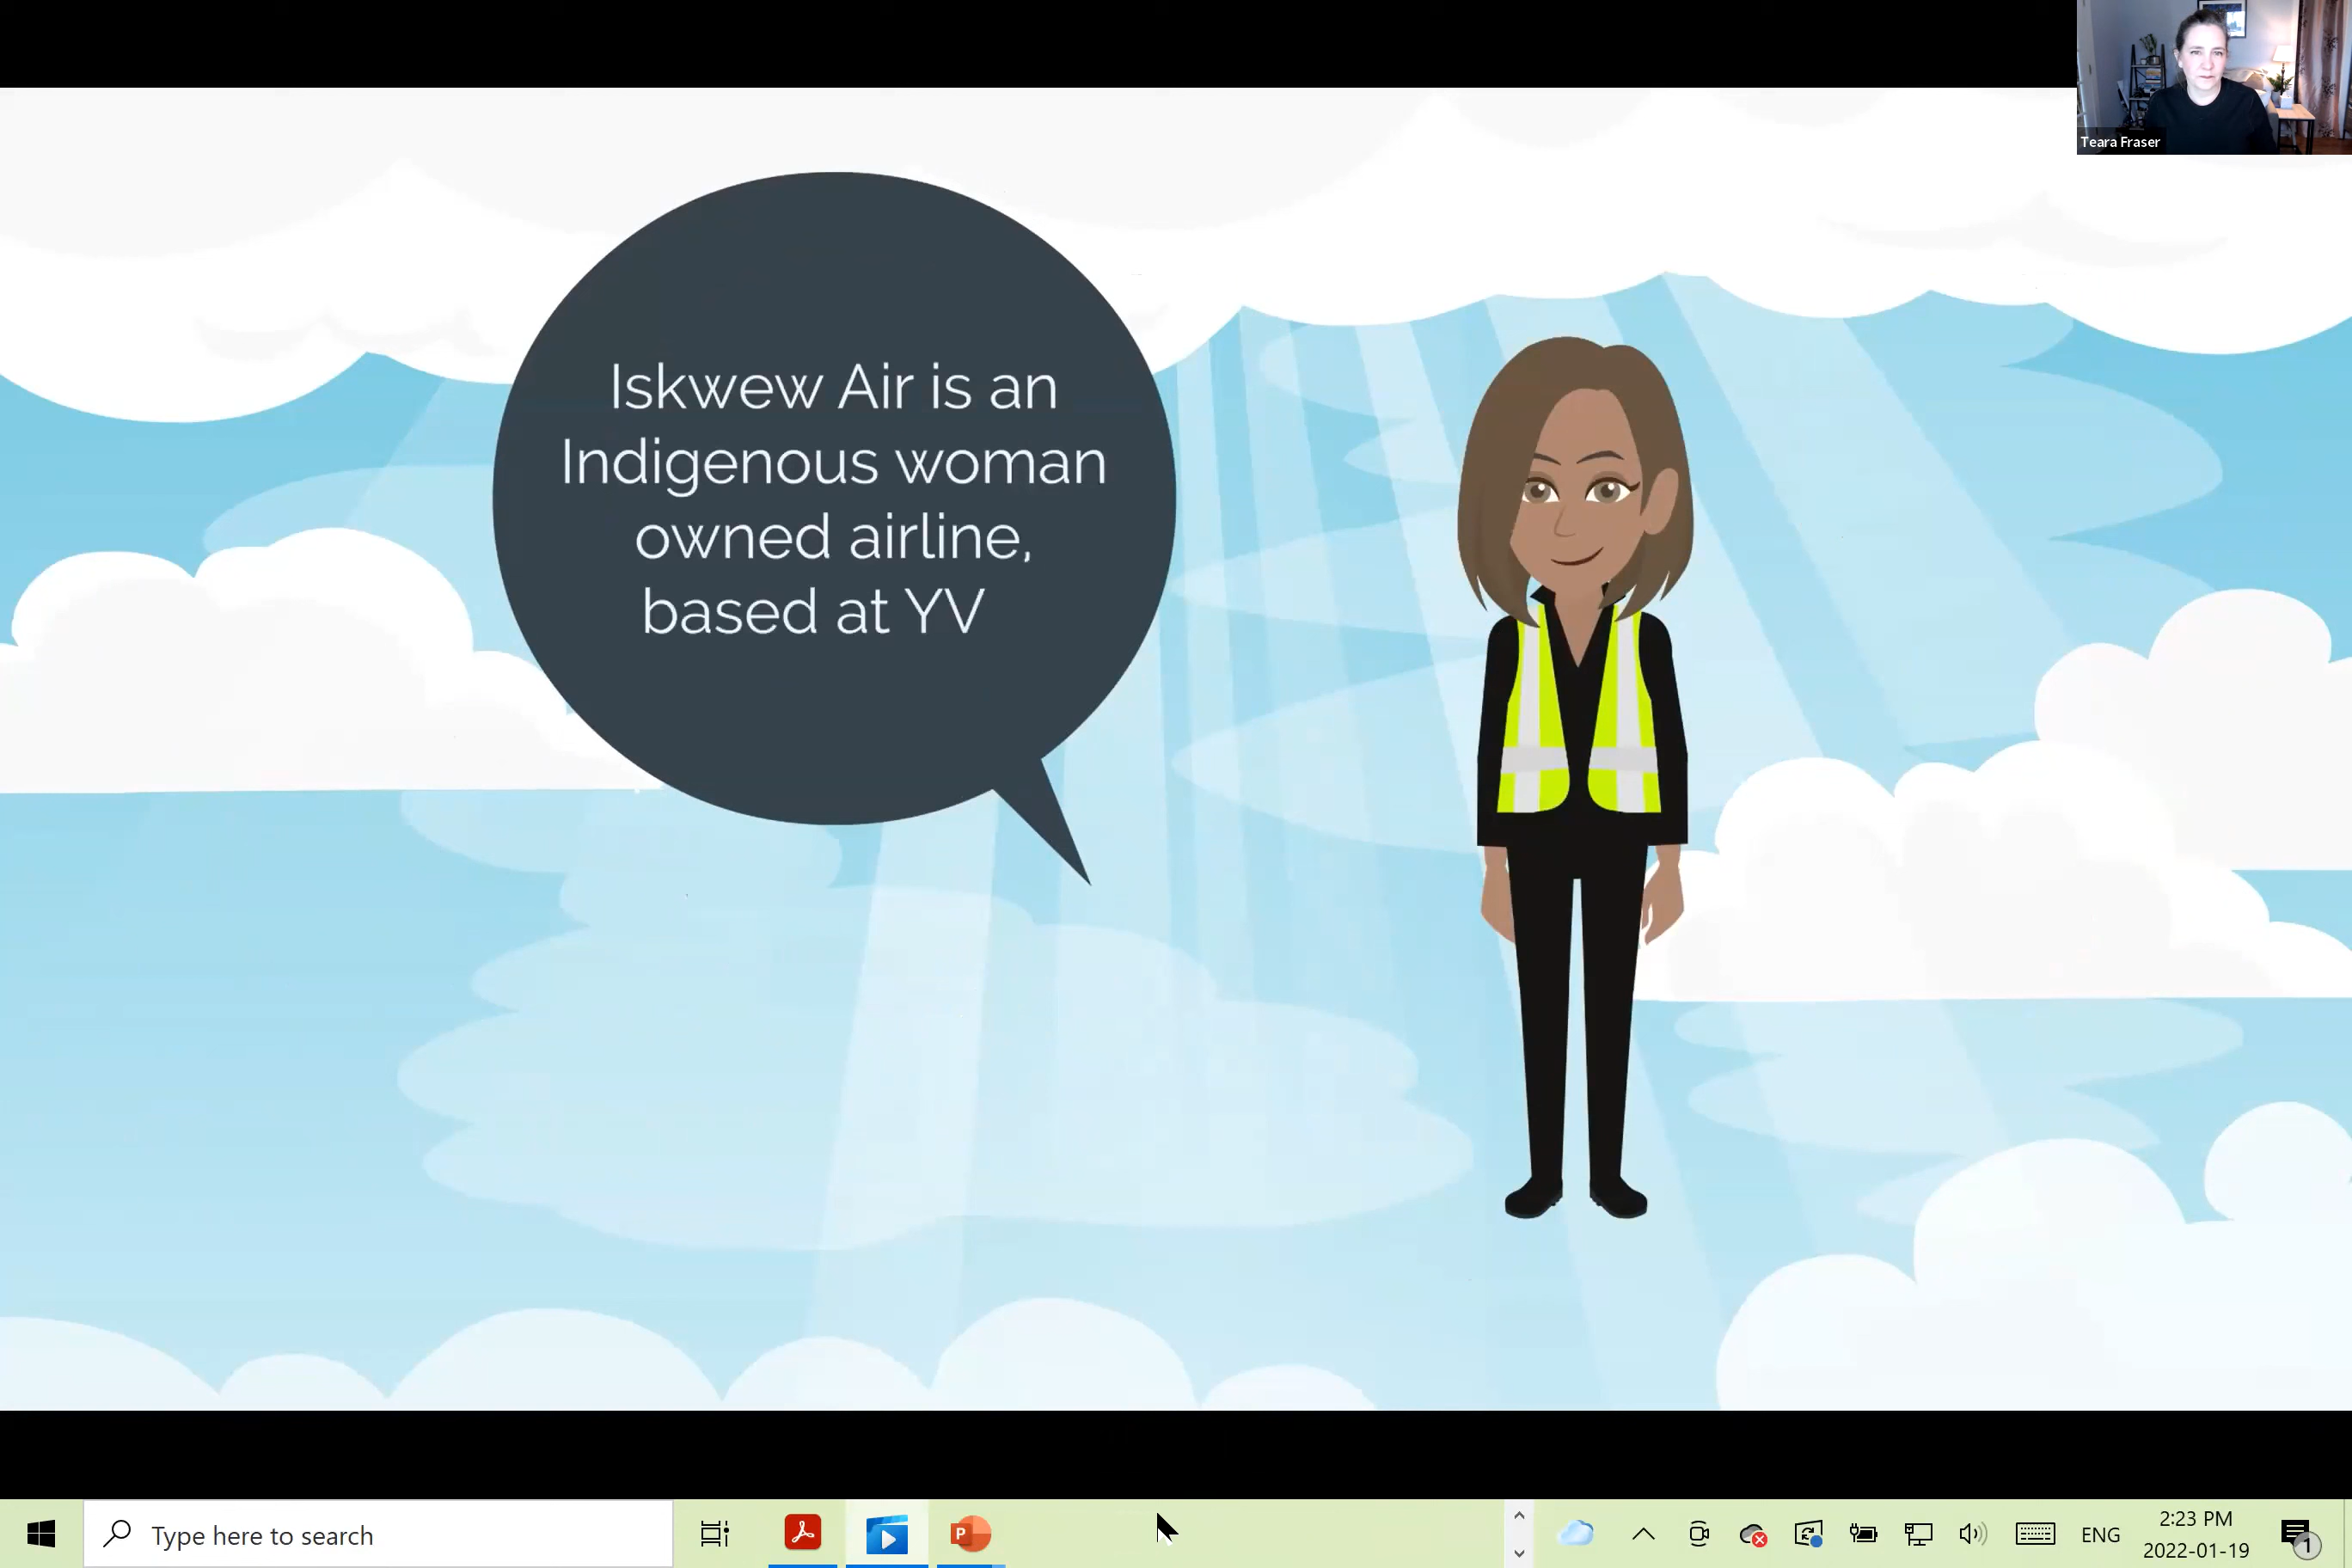 Teara Fraser
Iskwew Air is an
Indigenous woman
owned airline,
based at YV
Type here to search
P
ENG
2:23 PM
2022-01-19
1